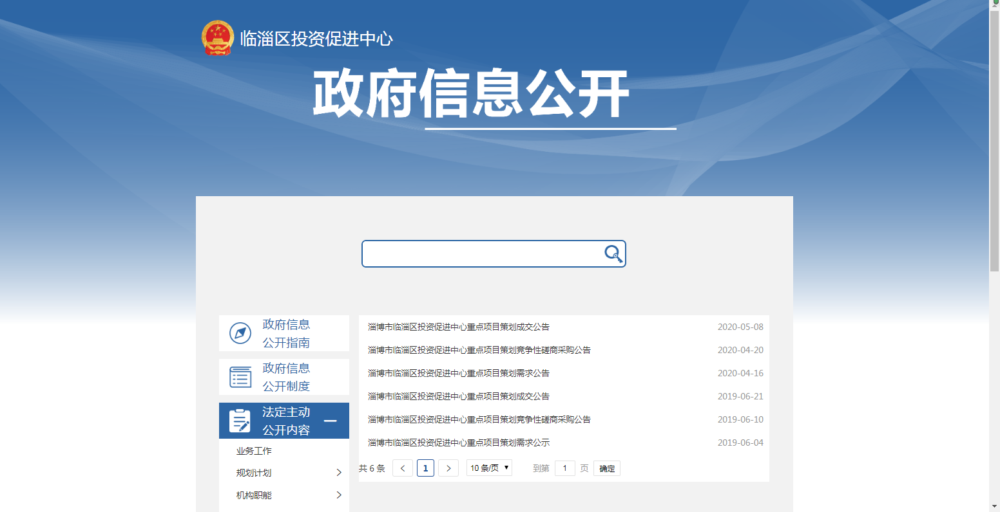 临淄区投资促进中心
政府信息公开
政府信息
公开指南
政府信息
公开制度
法定主动
公开内容
业务工作
规划计划
机构职能
淄博市临淄区投资促进中心重点项目策划成交公告 2020-05-08
淄博市临淄区投资促进中心重点项目策划竞争性磋商采购公告 2020-04-20
淄博市临淄区投资促进中心重点项目策划需求公告 2020-04-16
淄博市临淄区投资促进中心重点项目策划成交公告 2019-06-21
淄博市临淄区投资促进中心重点项目策划竞争性磋商采购公告 2019-06-10
淄博市临淄区投资促进中心重点项目策划需求公示 2019-06-04
共 6 条 < 1 > 10 条/页 到第 1 页 确定